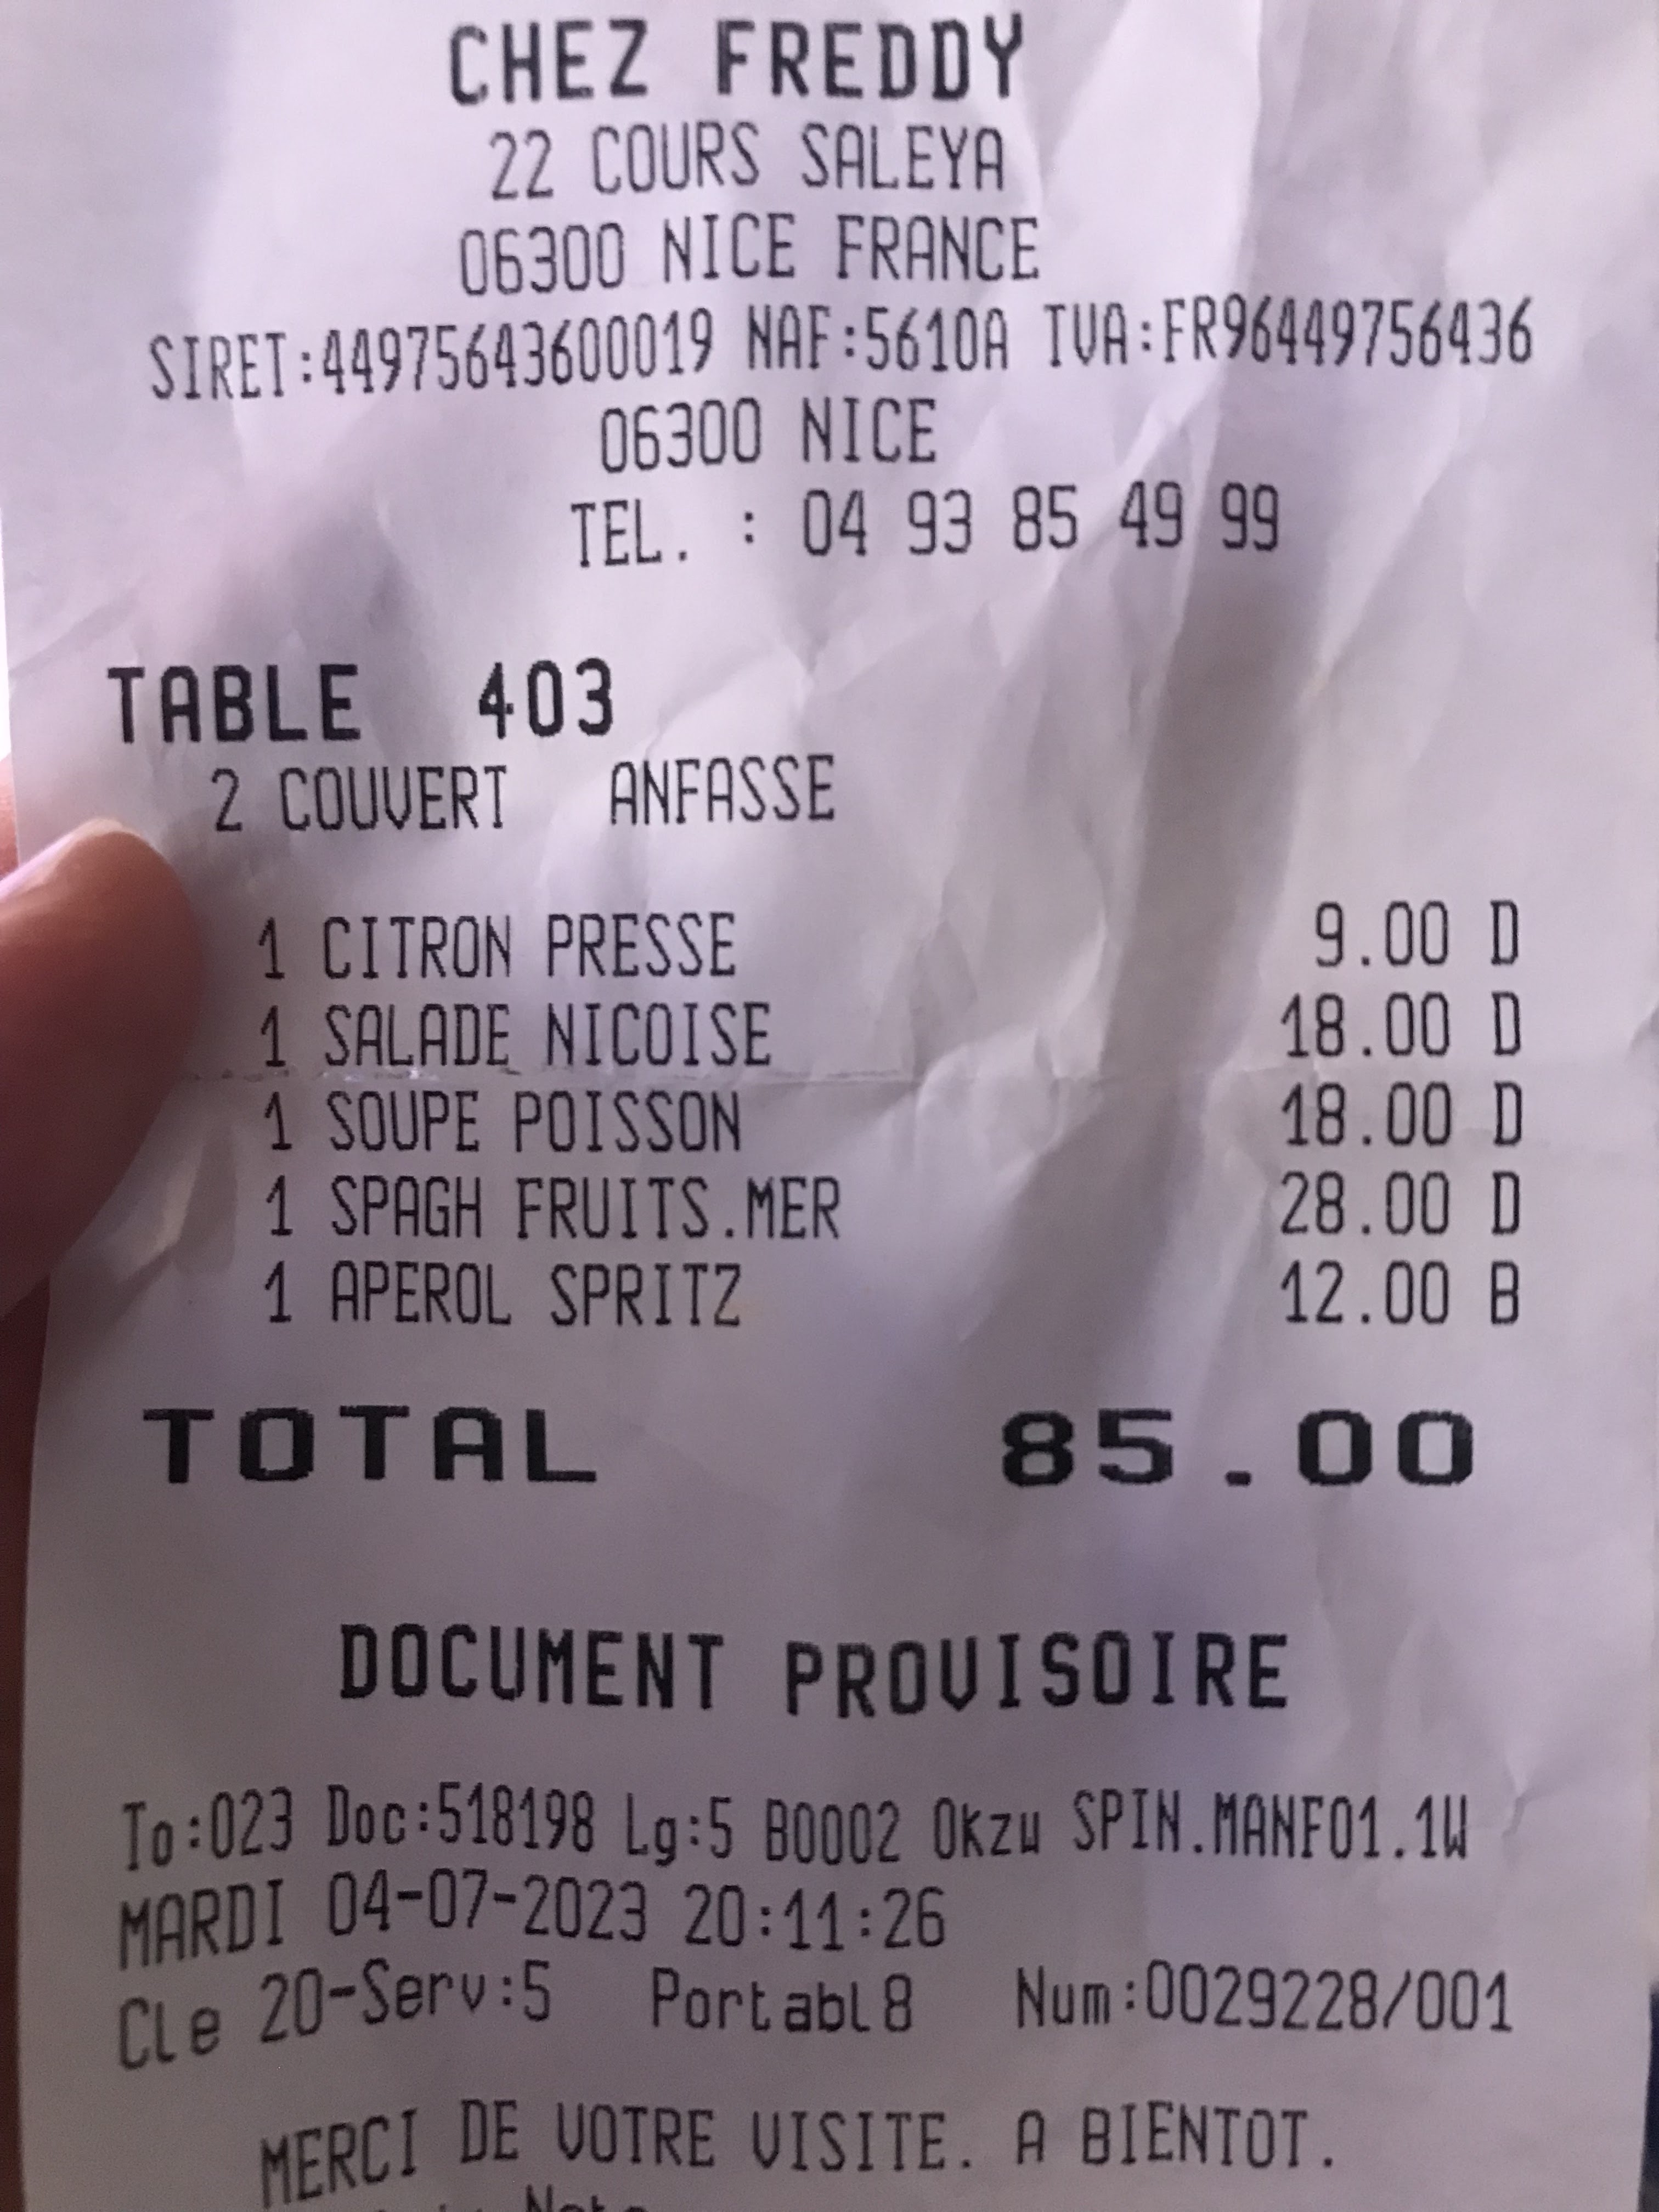 CHEZ FREDDY
22 COURS SALEYA
06300 NICE FRANCE
SIRET:44975643600019 NAF:5610A TVA:FR96449756436
06300 NICE
TEL. : 04 93 85 49 99
TABLE 403
2 COUVERT ANFASSE
1 CITRON PRESSE 9.00 D
1 SALADE NICOISE 18.00 D
1 SOUPE POISSON 18.00 D
1 SPAGH FRUITS.MER 28.00 D
1 APEROL SPRITZ 12.00 B
TOTAL 85.00
DOCUMENT PROVISOIRE
To:023 Doc:518198 Lg:5 B0002 Okzu SPIN.MANF01.1W
MARDI 04-07-2023 20:11:26
Cle 20-Serv:5 Portabl8 Num:0029228/001
MERCI DE VOTRE VISITE. A BIENTOT.